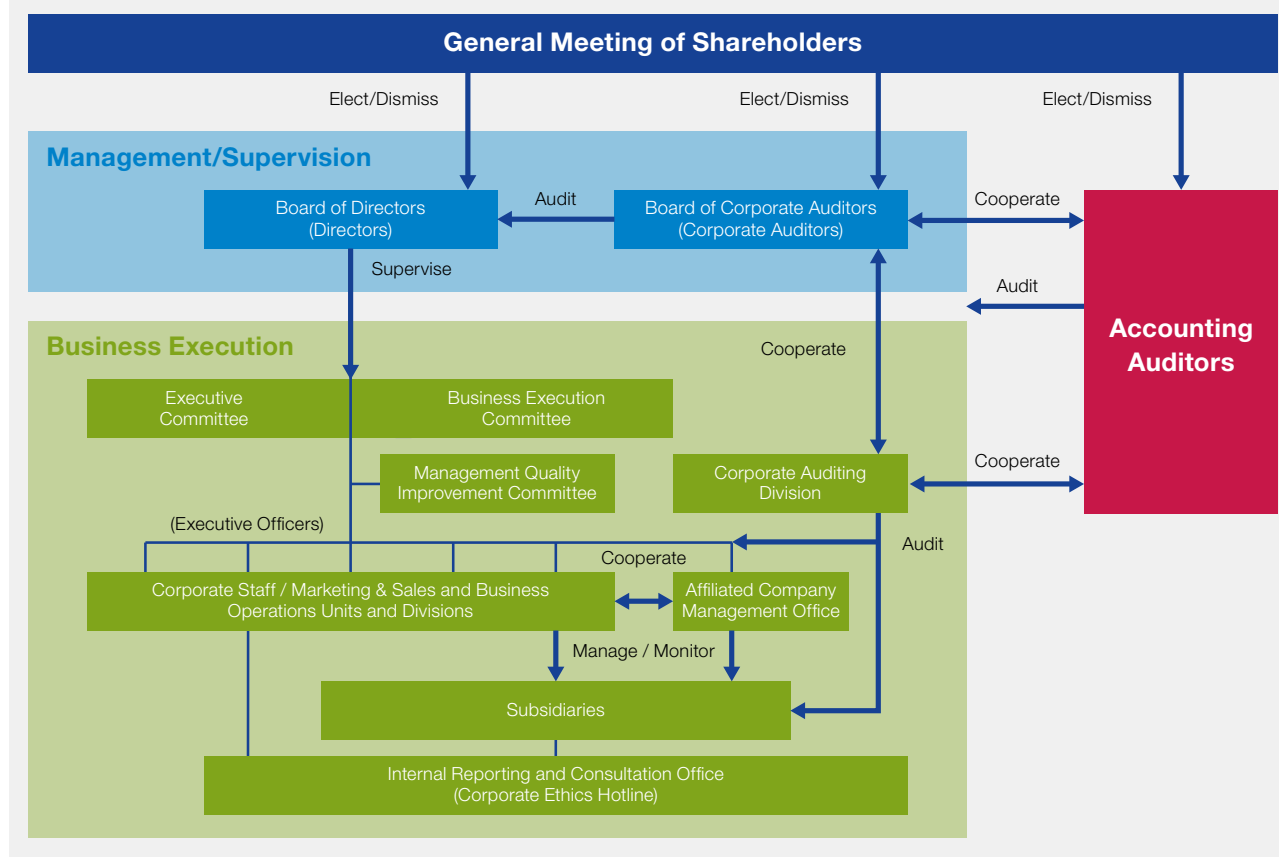 General Meeting of Shareholders
Elect/Dismiss
Elect/Dismiss
Elect/Dismiss
Management/Supervision
Board of Directors
(Directors)
Audit
Board of Corporate Auditors
(Corporate Auditors)
Cooperate
Supervise
Audit
Accounting
Auditors
Business Execution
Cooperate
Executive
Committee
Business Execution
Committee
Management Quality
Improvement Committee
Corporate Auditing
Division
Cooperate
(Executive Officers)
Audit
Cooperate
Corporate Staff / Marketing & Sales and Business
Operations Units and Divisions
Affiliated Company
Management Office
Manage / Monitor
Subsidiaries
Internal Reporting and Consultation Office
(Corporate Ethics Hotline)